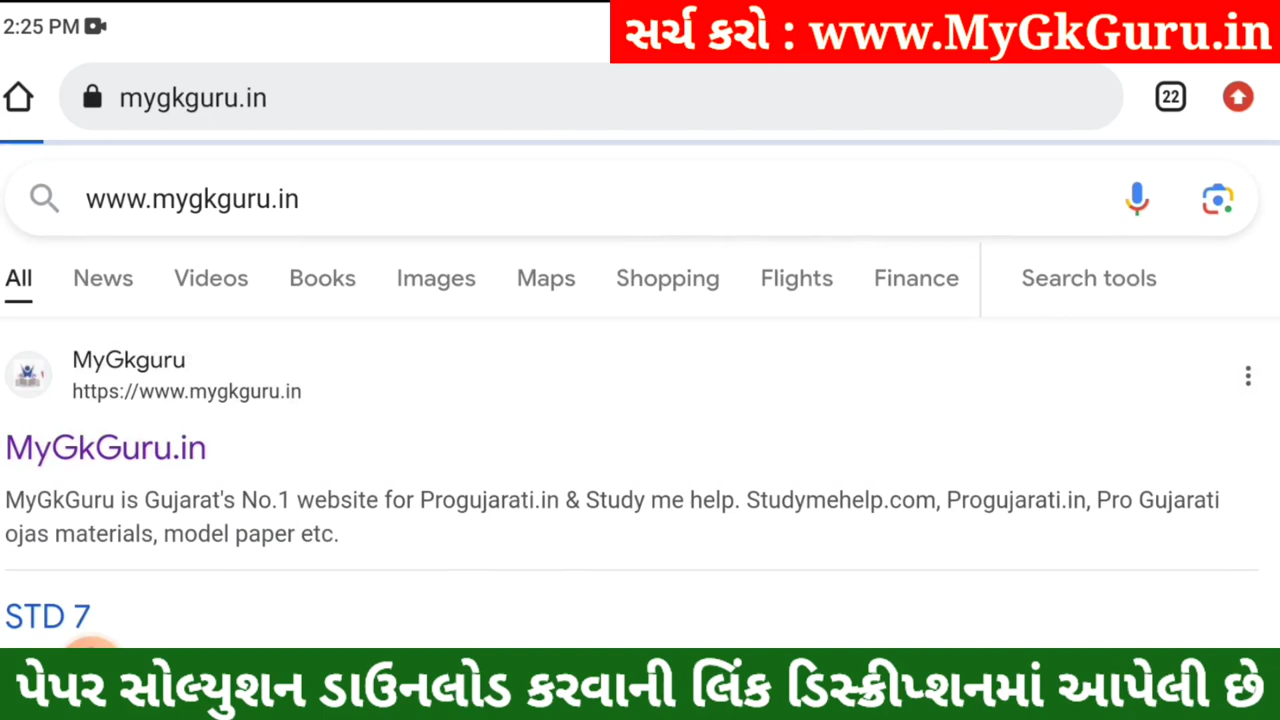 2:25 PM
સર્ચ કરો : www.MyGkGuru.in
mygkguru.in
22
www.mygkguru.in
All News Videos Books Images Maps Shopping Flights Finance Search tools
MyGkguru
https://www.mygkguru.in
MyGkGuru.in
MyGkGuru is Gujarat's No.1 website for Progujarati.in & Study me help. Studymehelp.com, Progujarati.in, Pro Gujarati
ojas materials, model paper etc.
STD 7
પેપર સોલ્યુશન ડાઉનલોડ કરવાની લિંક ડિસ્ક્રીપ્શનમાં આપેલી છે